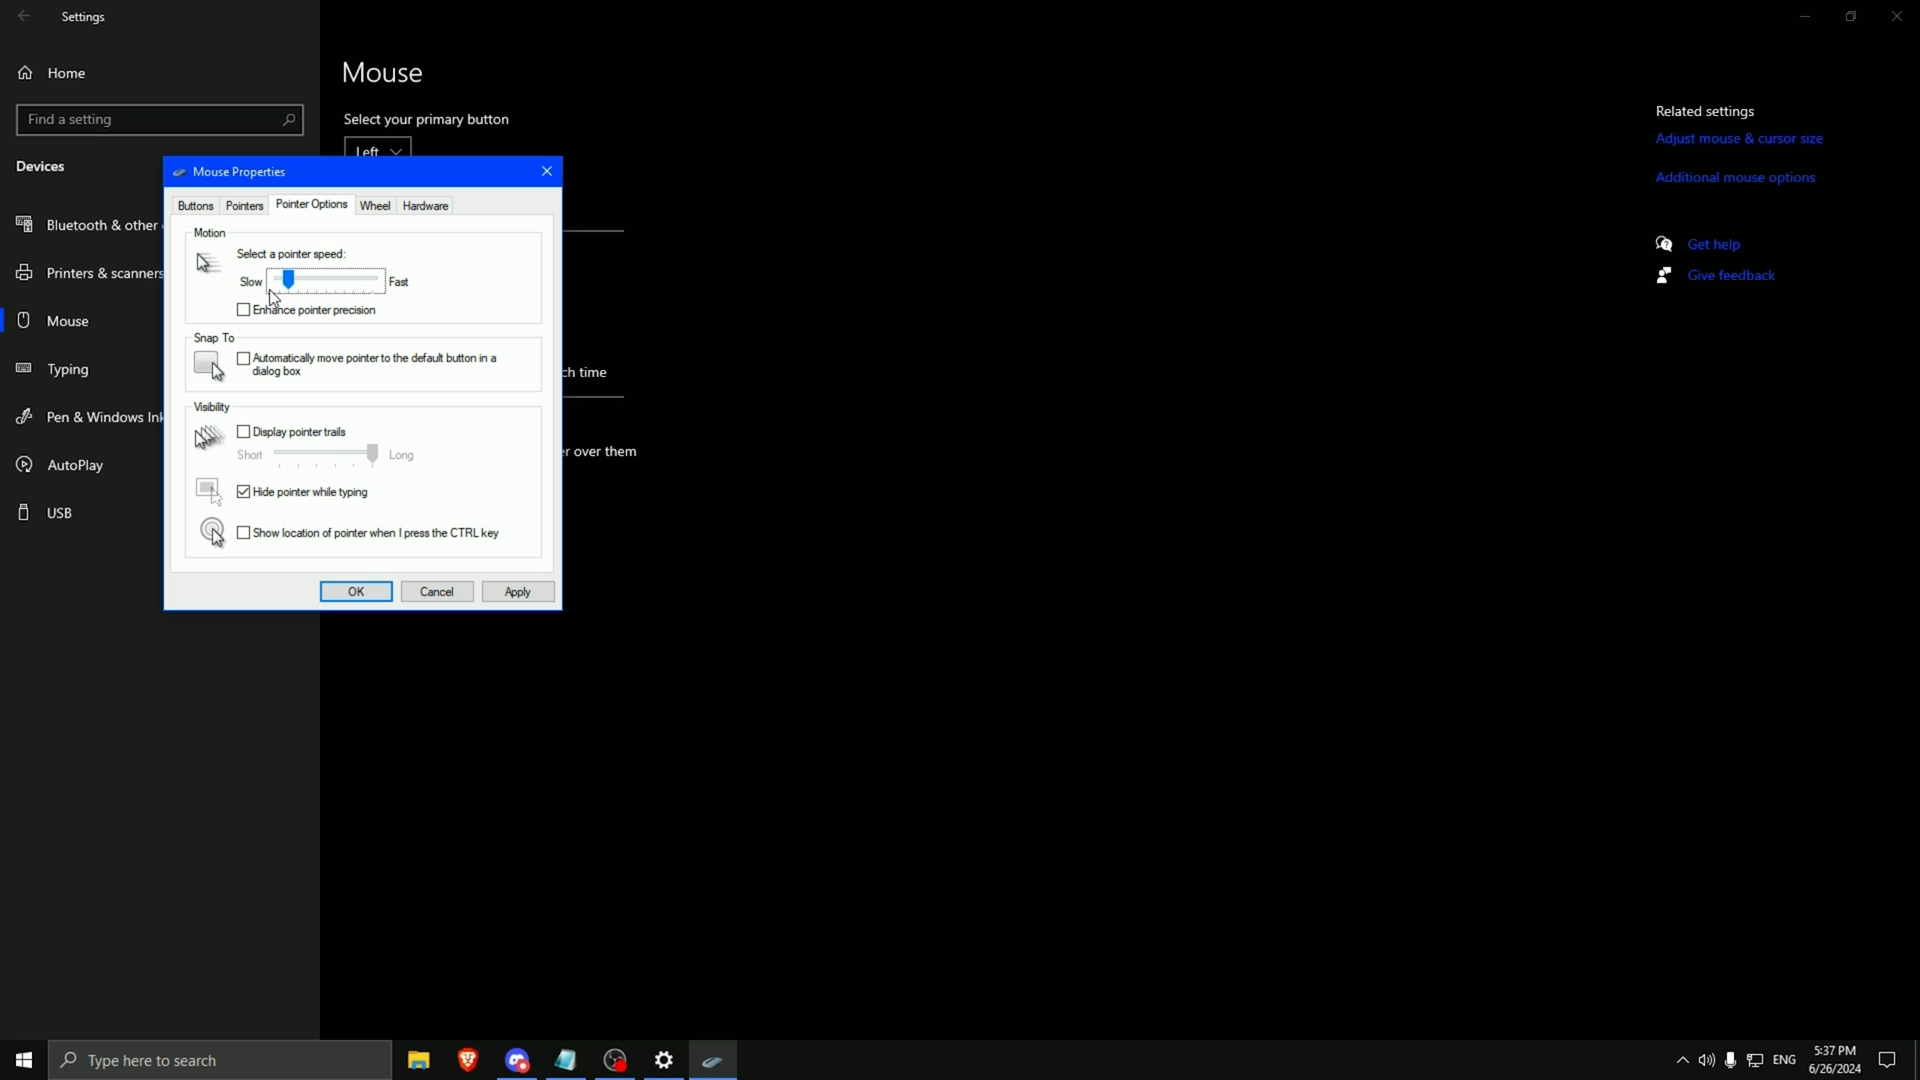 Settings
Home
Find a setting
Devices
Bluetooth & other
Printers & scanners
Mouse
Typing
Pen & Windows Ink
AutoPlay
USB
Mouse
Select your primary button
Left
Mouse Properties
Buttons Pointers Pointer Options Wheel Hardware
Motion
Select a pointer speed:
Slow Fast
Enhance pointer precision
Snap To
Automatically move pointer to the default button in a
dialog box
Visibility
Display pointer trails
Short Long
Hide pointer while typing
Show location of pointer when I press the CTRL key
OK Cancel Apply
ch time
er over them
Related settings
Adjust mouse & cursor size
Additional mouse options
Get help
Give feedback
Type here to search
ENG
5:37 PM
6/26/2024